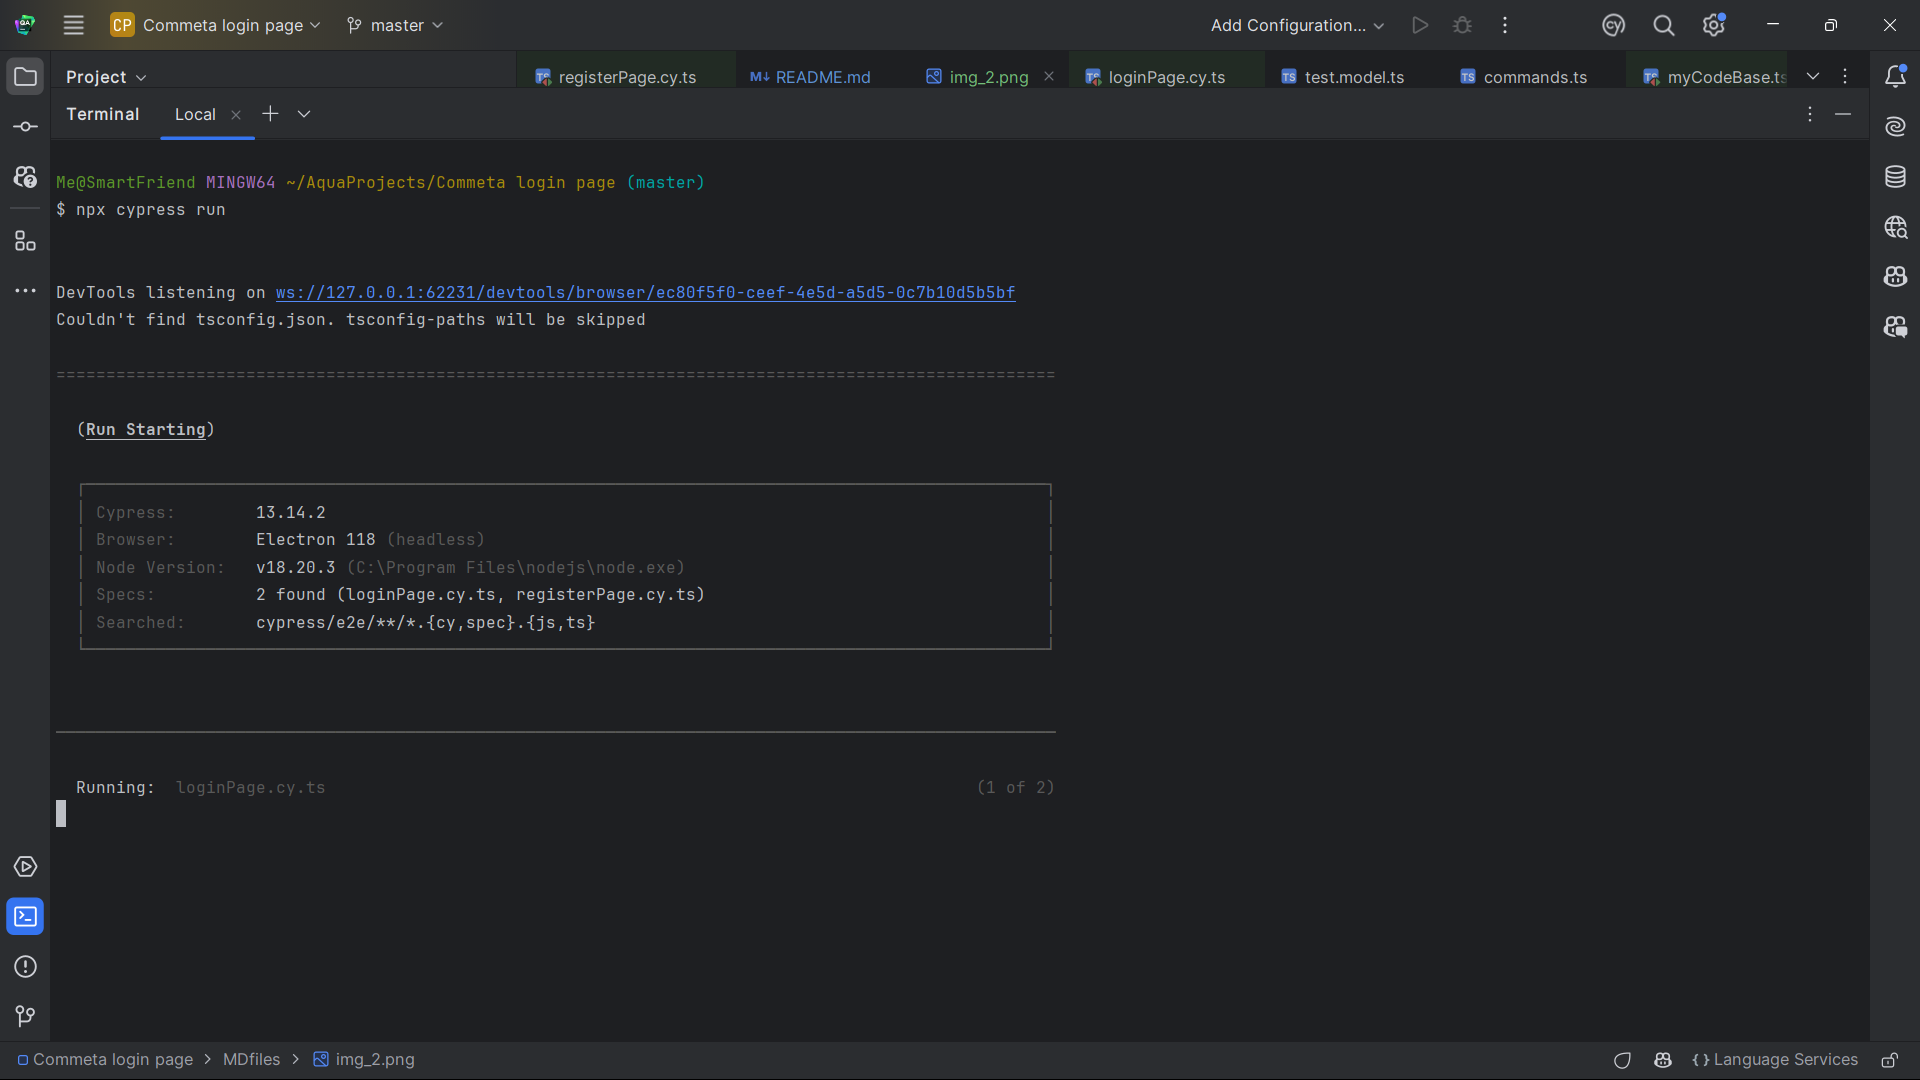 CP Commeta login page master Add Configuration...
Project registerPage.cy.ts README.md img_2.png loginPage.cy.ts test.model.ts commands.ts myCodeBase.ts
Terminal Local
Me@SmartFriend MINGW64 ~/AquaProjects/Commeta login page (master)
$ npx cypress run
DevTools listening on ws://127.0.0.1:62231/devtools/browser/ec80f5f0-ceef-4e5d-a5d5-0c7b10d5b5bf
Couldn't find tsconfig.json. tsconfig-paths will be skipped
====================================================================================================
(Run Starting)
Cypress: 13.14.2
Browser: Electron 118 (headless)
Node Version: v18.20.3 (C:\Program Files\nodejs\node.exe)
Specs: 2 found (loginPage.cy.ts, registerPage.cy.ts)
Searched: cypress/e2e/**/*.{cy,spec}.{js,ts}
Running: loginPage.cy.ts (1 of 2)
Commeta login page > MDfiles > img_2.png {} Language Services